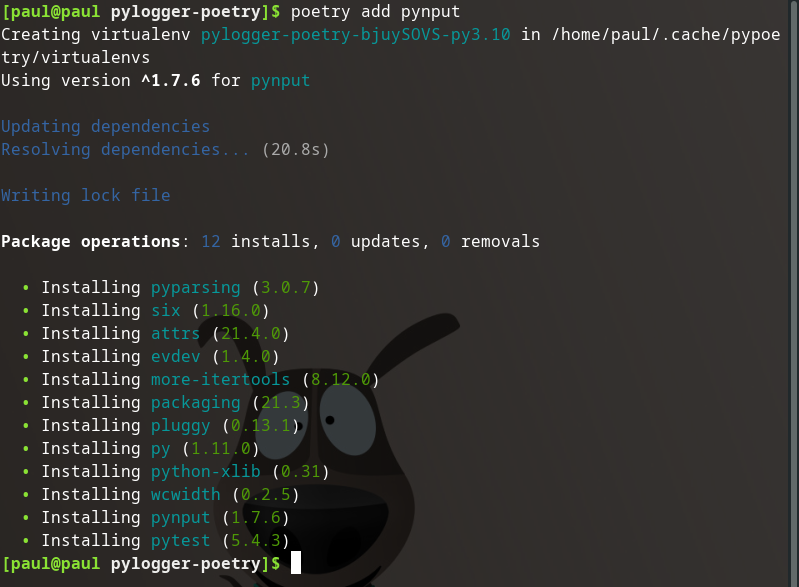 [paul@paul pylogger-poetry]$ poetry add pynput
Creating virtualenv pylogger-poetry-bjuySOVS-py3.10 in /home/paul/.cache/pypoe
try/virtualenvs
Using version ^1.7.6 for pynput
Updating dependencies
Resolving dependencies... (20.8s)
Writing lock file
Package operations: 12 installs, 0 updates, 0 removals
• Installing pyparsing (3.0.7)
• Installing six (1.16.0)
• Installing attrs (21.4.0)
• Installing evdev (1.4.0)
• Installing more-itertools (8.12.0)
• Installing packaging (21.3)
• Installing pluggy (0.13.1)
• Installing py (1.11.0)
• Installing python-xlib (0.31)
• Installing wcwidth (0.2.5)
• Installing pynput (1.7.6)
• Installing pytest (5.4.3)
[paul@paul pylogger-poetry]$